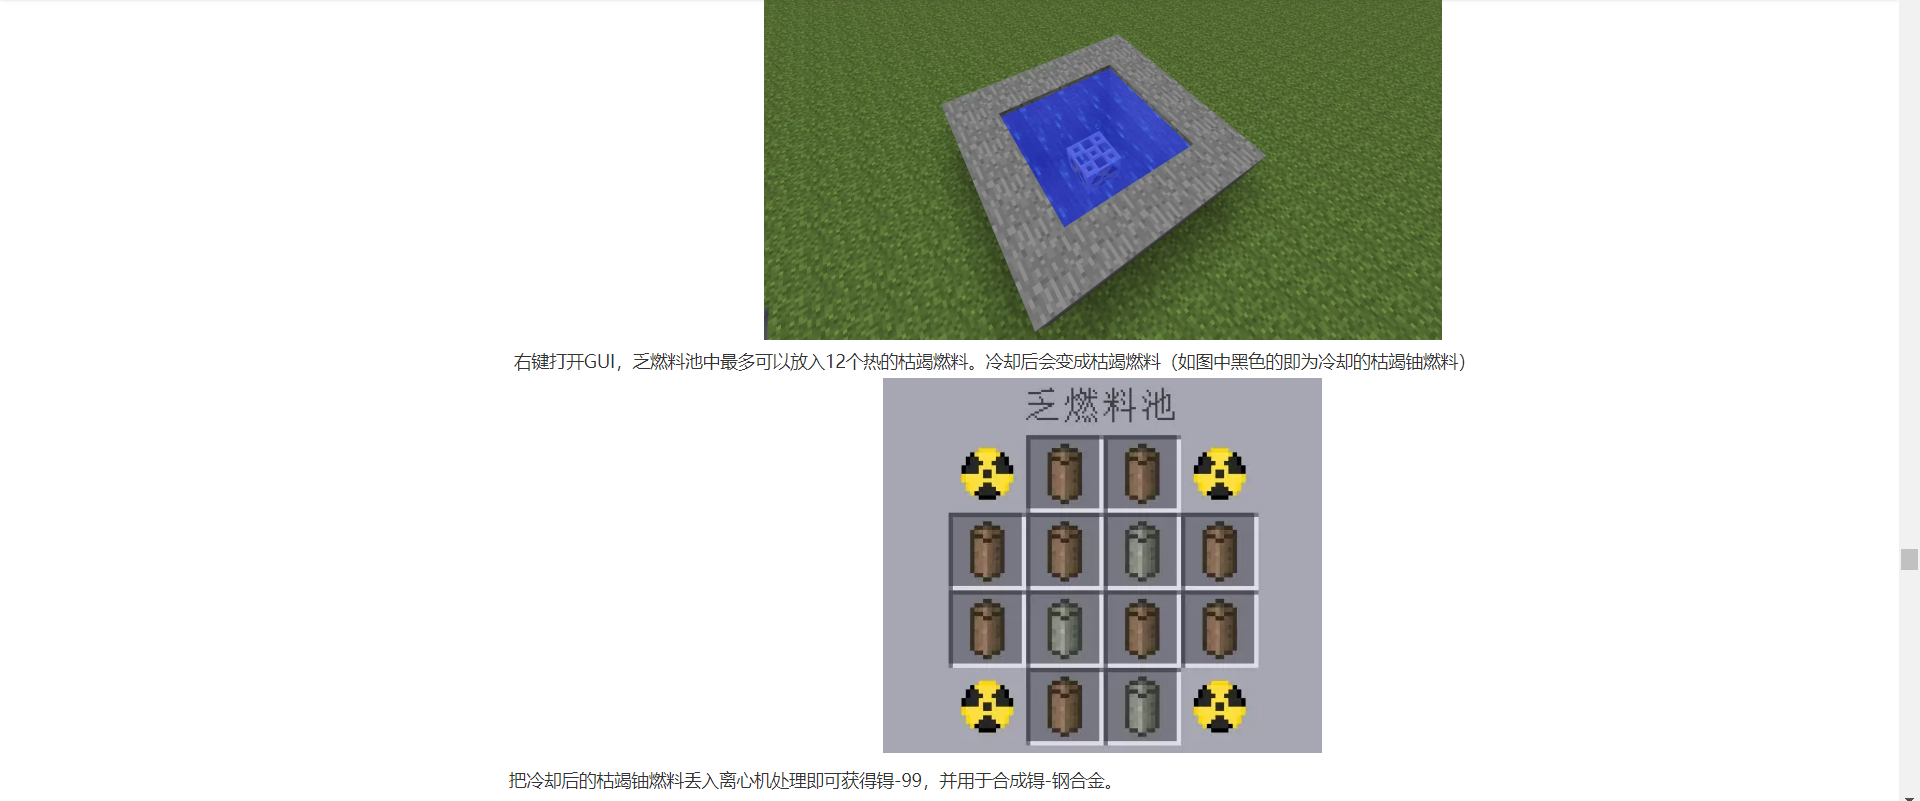 右键打开GUI，乏燃料池中最多可以放入12个热的枯竭燃料。冷却后会变成枯竭燃料（如图中黑色的即为冷却的枯竭铀燃料）
乏燃料池
把冷却后的枯竭铀燃料丢入离心机处理即可获得锝-99，并用于合成锝-钢合金。